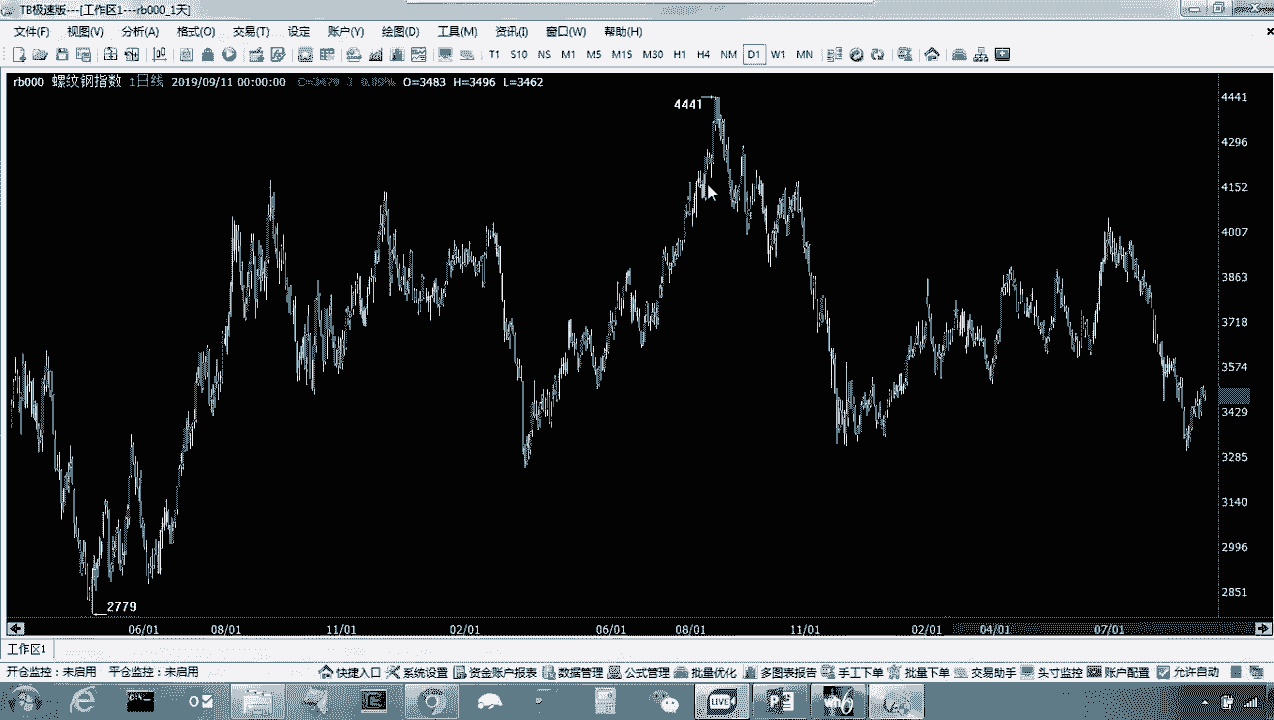 TB极速版---[工作区1---rb000_1天]
文件(F) 视图(V) 分析(A) 格式(O) 交易(T) 设定 账户(Y) 绘图(D) 工具(M) 资讯(I) 窗口(W) 帮助(H)
T1 S10 N5 M1 M5 M15 M30 H1 H4 NM D1 W1 MN
rb000 螺纹钢指数 1日线 2019/09/11 00:00:00 O=3483 H=3496 L=3462
4441
4441
4296
4152
4007
3863
3718
3574
3429
3285
3140
2996
2851
2779
06/01 08/01 11/01 02/01 06/01 08/01 11/01 02/01 04/01 07/01
工作区1
开仓监控：未启用 平仓监控：未启用 快捷入口 系统设置 资金账户报表 数据管理 公式管理 批量优化 多图表报告 手工下单 批量下单 交易助手 头寸监控 账户配置 允许自动
LIVE